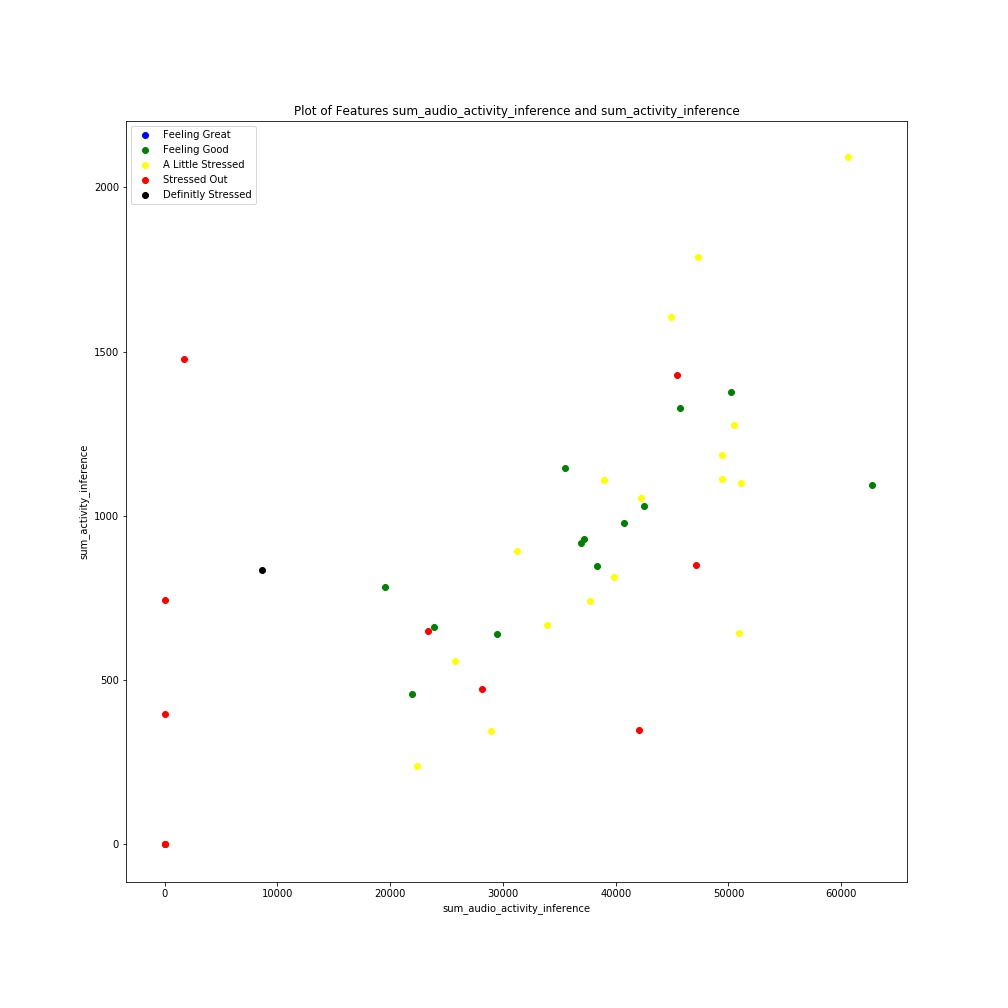 Plot of Features sum_audio_activity_inference and sum_activity_inference
Feeling Great
Feeling Good
A Little Stressed
Stressed Out
Definitly Stressed
2000
1500
1000
500
0
sum_activity_inference
0 10000 20000 30000 40000 50000 60000
sum_audio_activity_inference